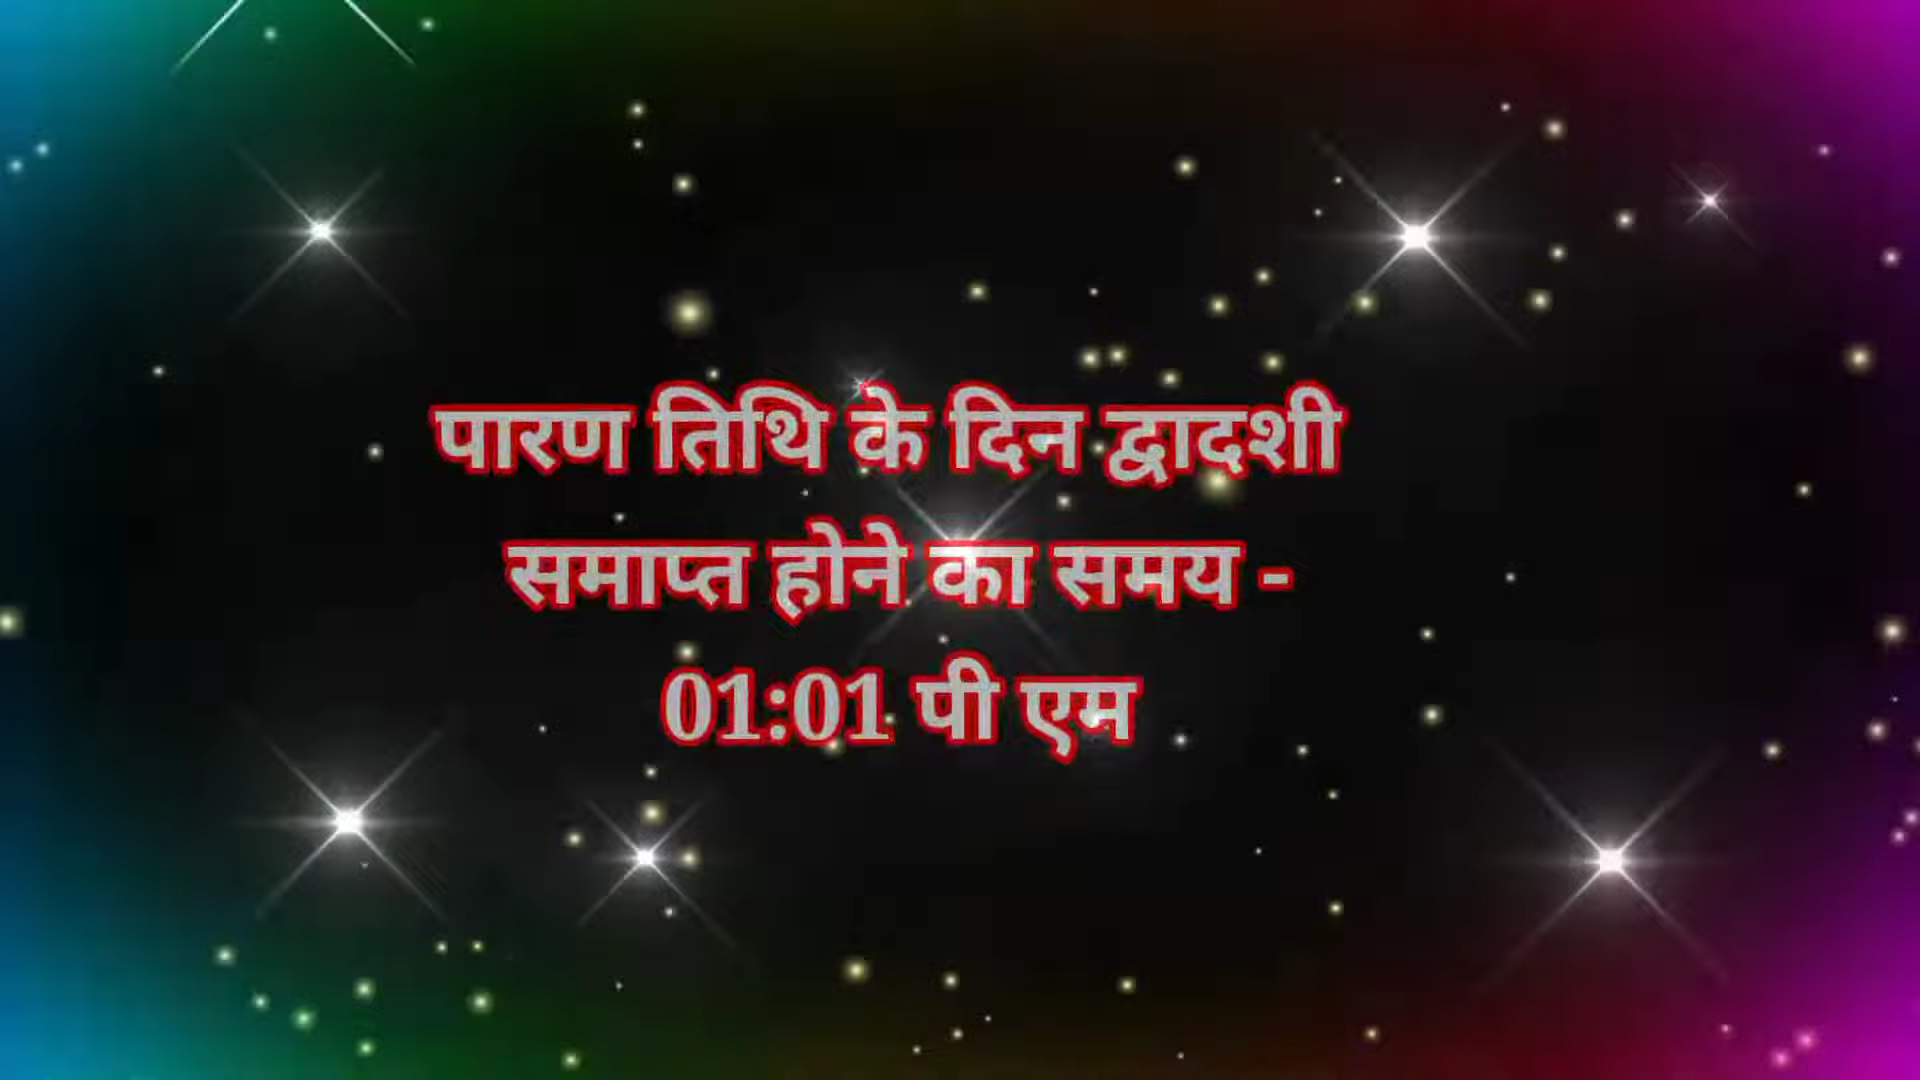 पारण तिथि के दिन द्वादशी
समाप्त होने का समय -
01:01 पी एम